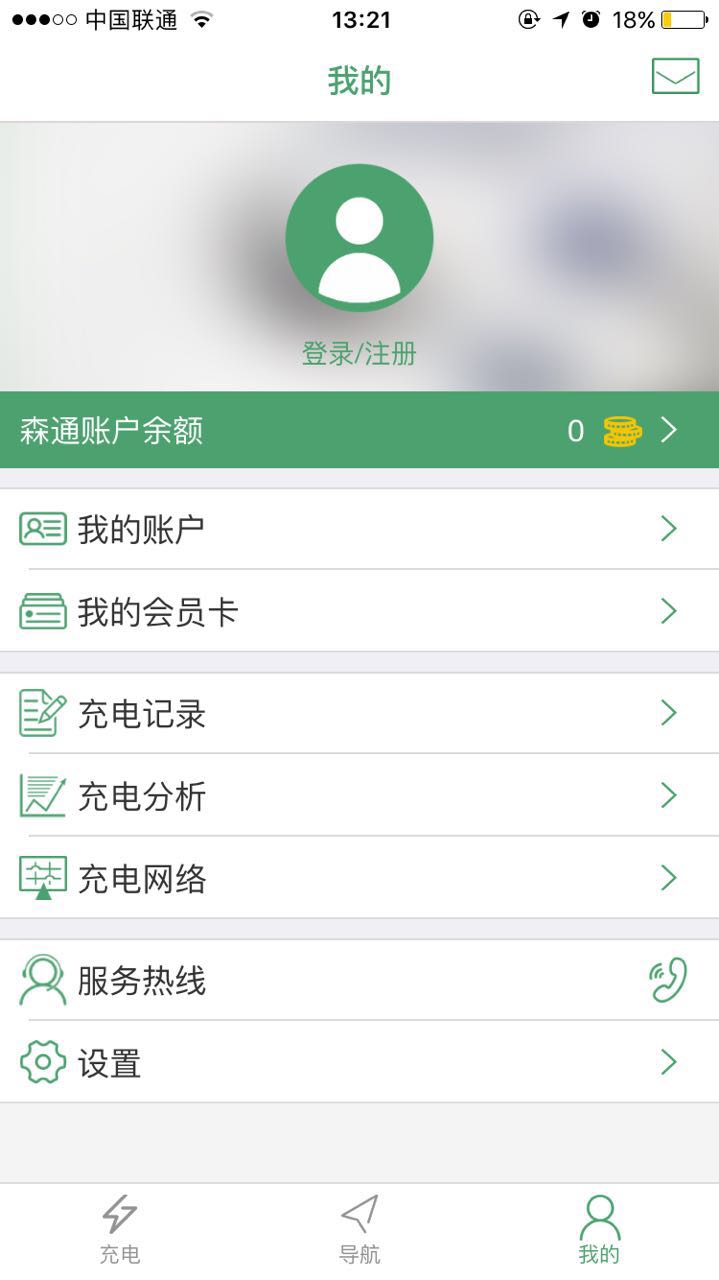 中国联通 13:21 18%
我的
登录/注册
森通账户余额 0
我的账户
我的会员卡
充电记录
充电分析
充电网络
服务热线
设置
充电 导航 我的